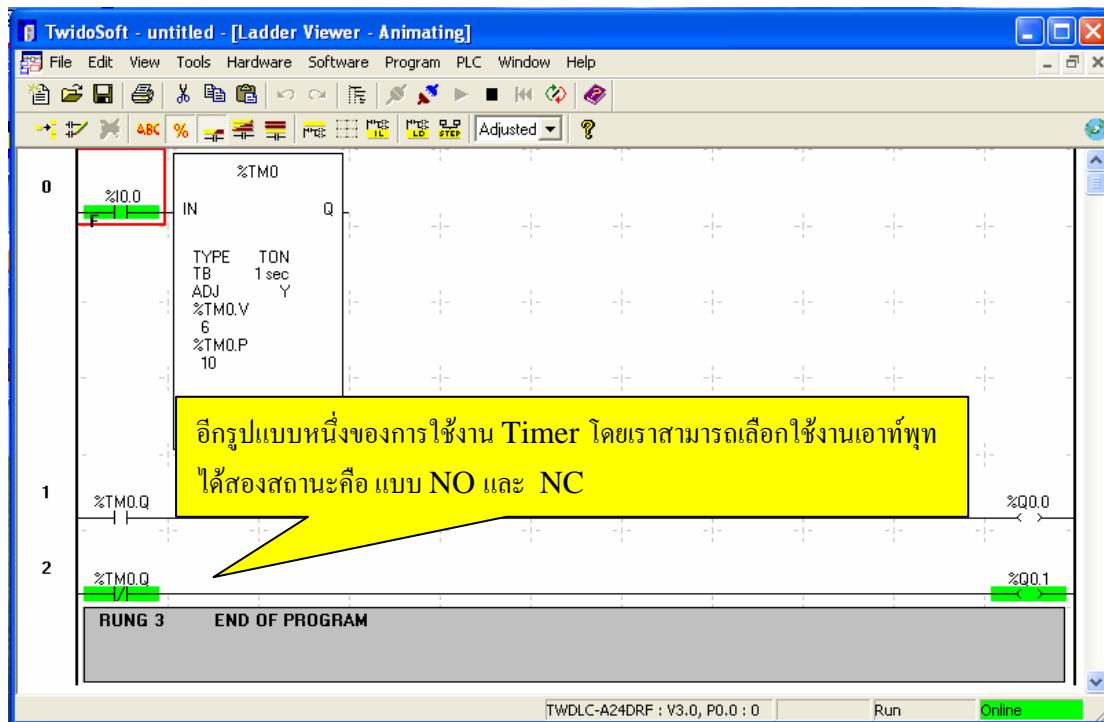 TwidoSoft - untitled - [Ladder Viewer - Animating]
File Edit View Tools Hardware Software Program PLC Window Help
ABC % IL LD STEP Adjusted ?
0
%I0.0
F
%TM0
IN Q
TYPE TON
TB 1 sec
ADJ Y
%TM0.V
6
%TM0.P
10
อีกรูปแบบหนึ่งของการใช้งาน Timer โดยเราสามารถเลือกใช้งานเอาท์พุท
ได้สองสถานะคือ แบบ NO และ NC
1
%TM0.Q
%Q0.0
2
%TM0.Q
%Q0.1
RUNG 3 END OF PROGRAM
TWDLC-A24DRF : V3.0, P0.0 : 0 Run Online